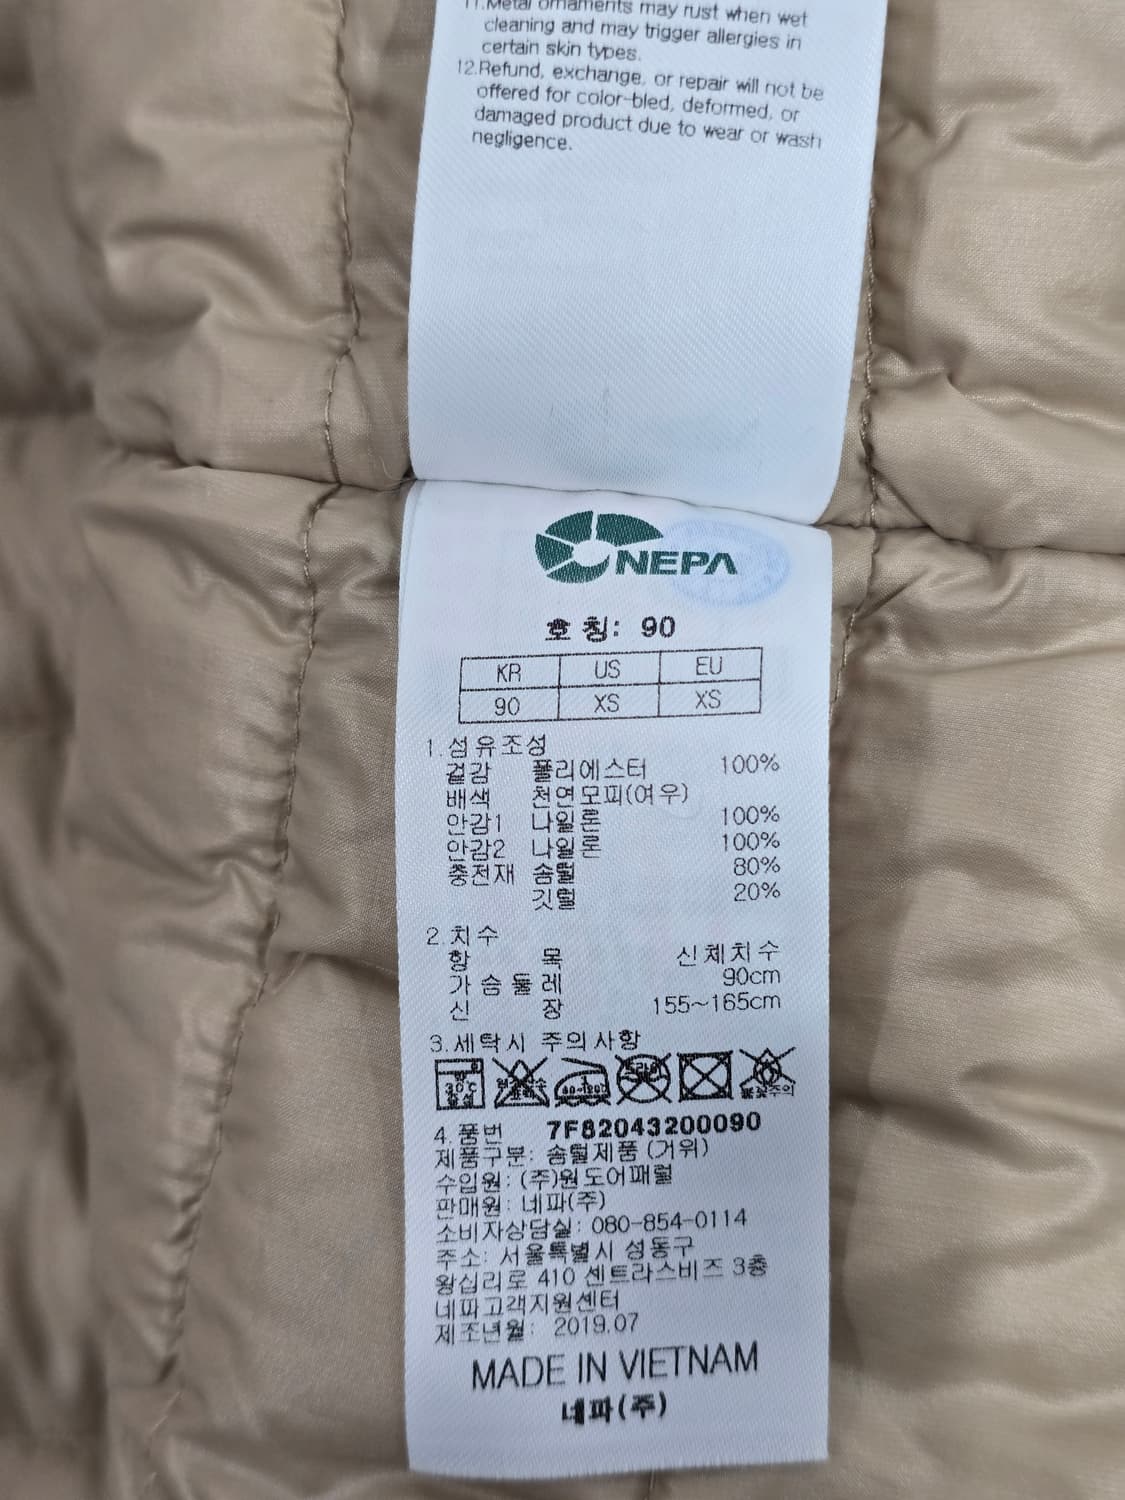 11.Metal ornaments may rust when wet
cleaning and may trigger allergies in
certain skin types.
12.Refund, exchange, or repair will not be
offered for color-bled, deformed, or
damaged product due to wear or wash
negligence.
NEPA
호 칭: 90
KR US EU
90 XS XS
1.섬유조성
겉감 폴리에스터 100%
배색 천연모피(여우)
안감1 나일론 100%
안감2 나일론 100%
충전재 솜털 80%
깃털 20%
2.치수
항 목 신체치수
가슴둘레 90cm
신 장 155~165cm
3.세탁시 주의사항
30℃
4.품번 7F82043200090
제품구분: 솜털제품 (거위)
수입원: (주)원도어패럴
판매원: 네파(주)
소비자상담실: 080-854-0114
주소: 서울특별시 성동구
왕십리로 410 센트라스비즈 3층
네파고객지원센터
제조년월: 2019.07
MADE IN VIETNAM
네파(주)